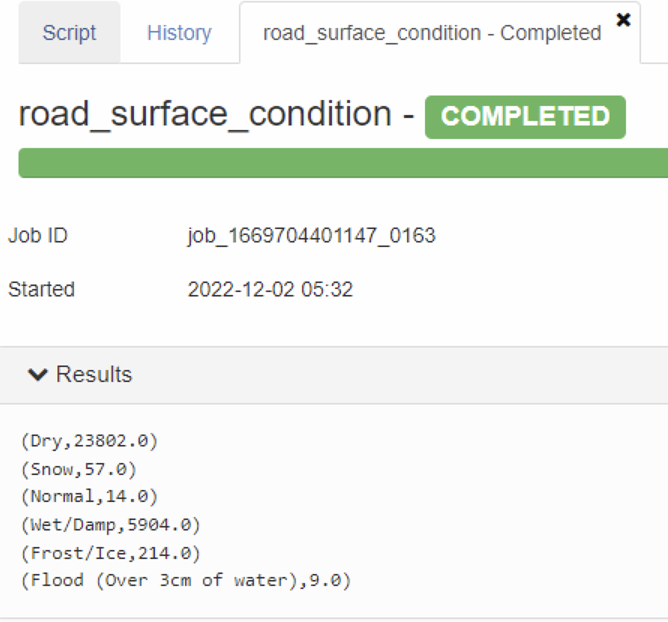 Script History road_surface_condition - Completed ✖
road_surface_condition - COMPLETED
Job ID job_1669704401147_0163
Started 2022-12-02 05:32
Results
(Dry,23802.0)
(Snow,57.0)
(Normal,14.0)
(Wet/Damp,5904.0)
(Frost/Ice,214.0)
(Flood (Over 3cm of water),9.0)